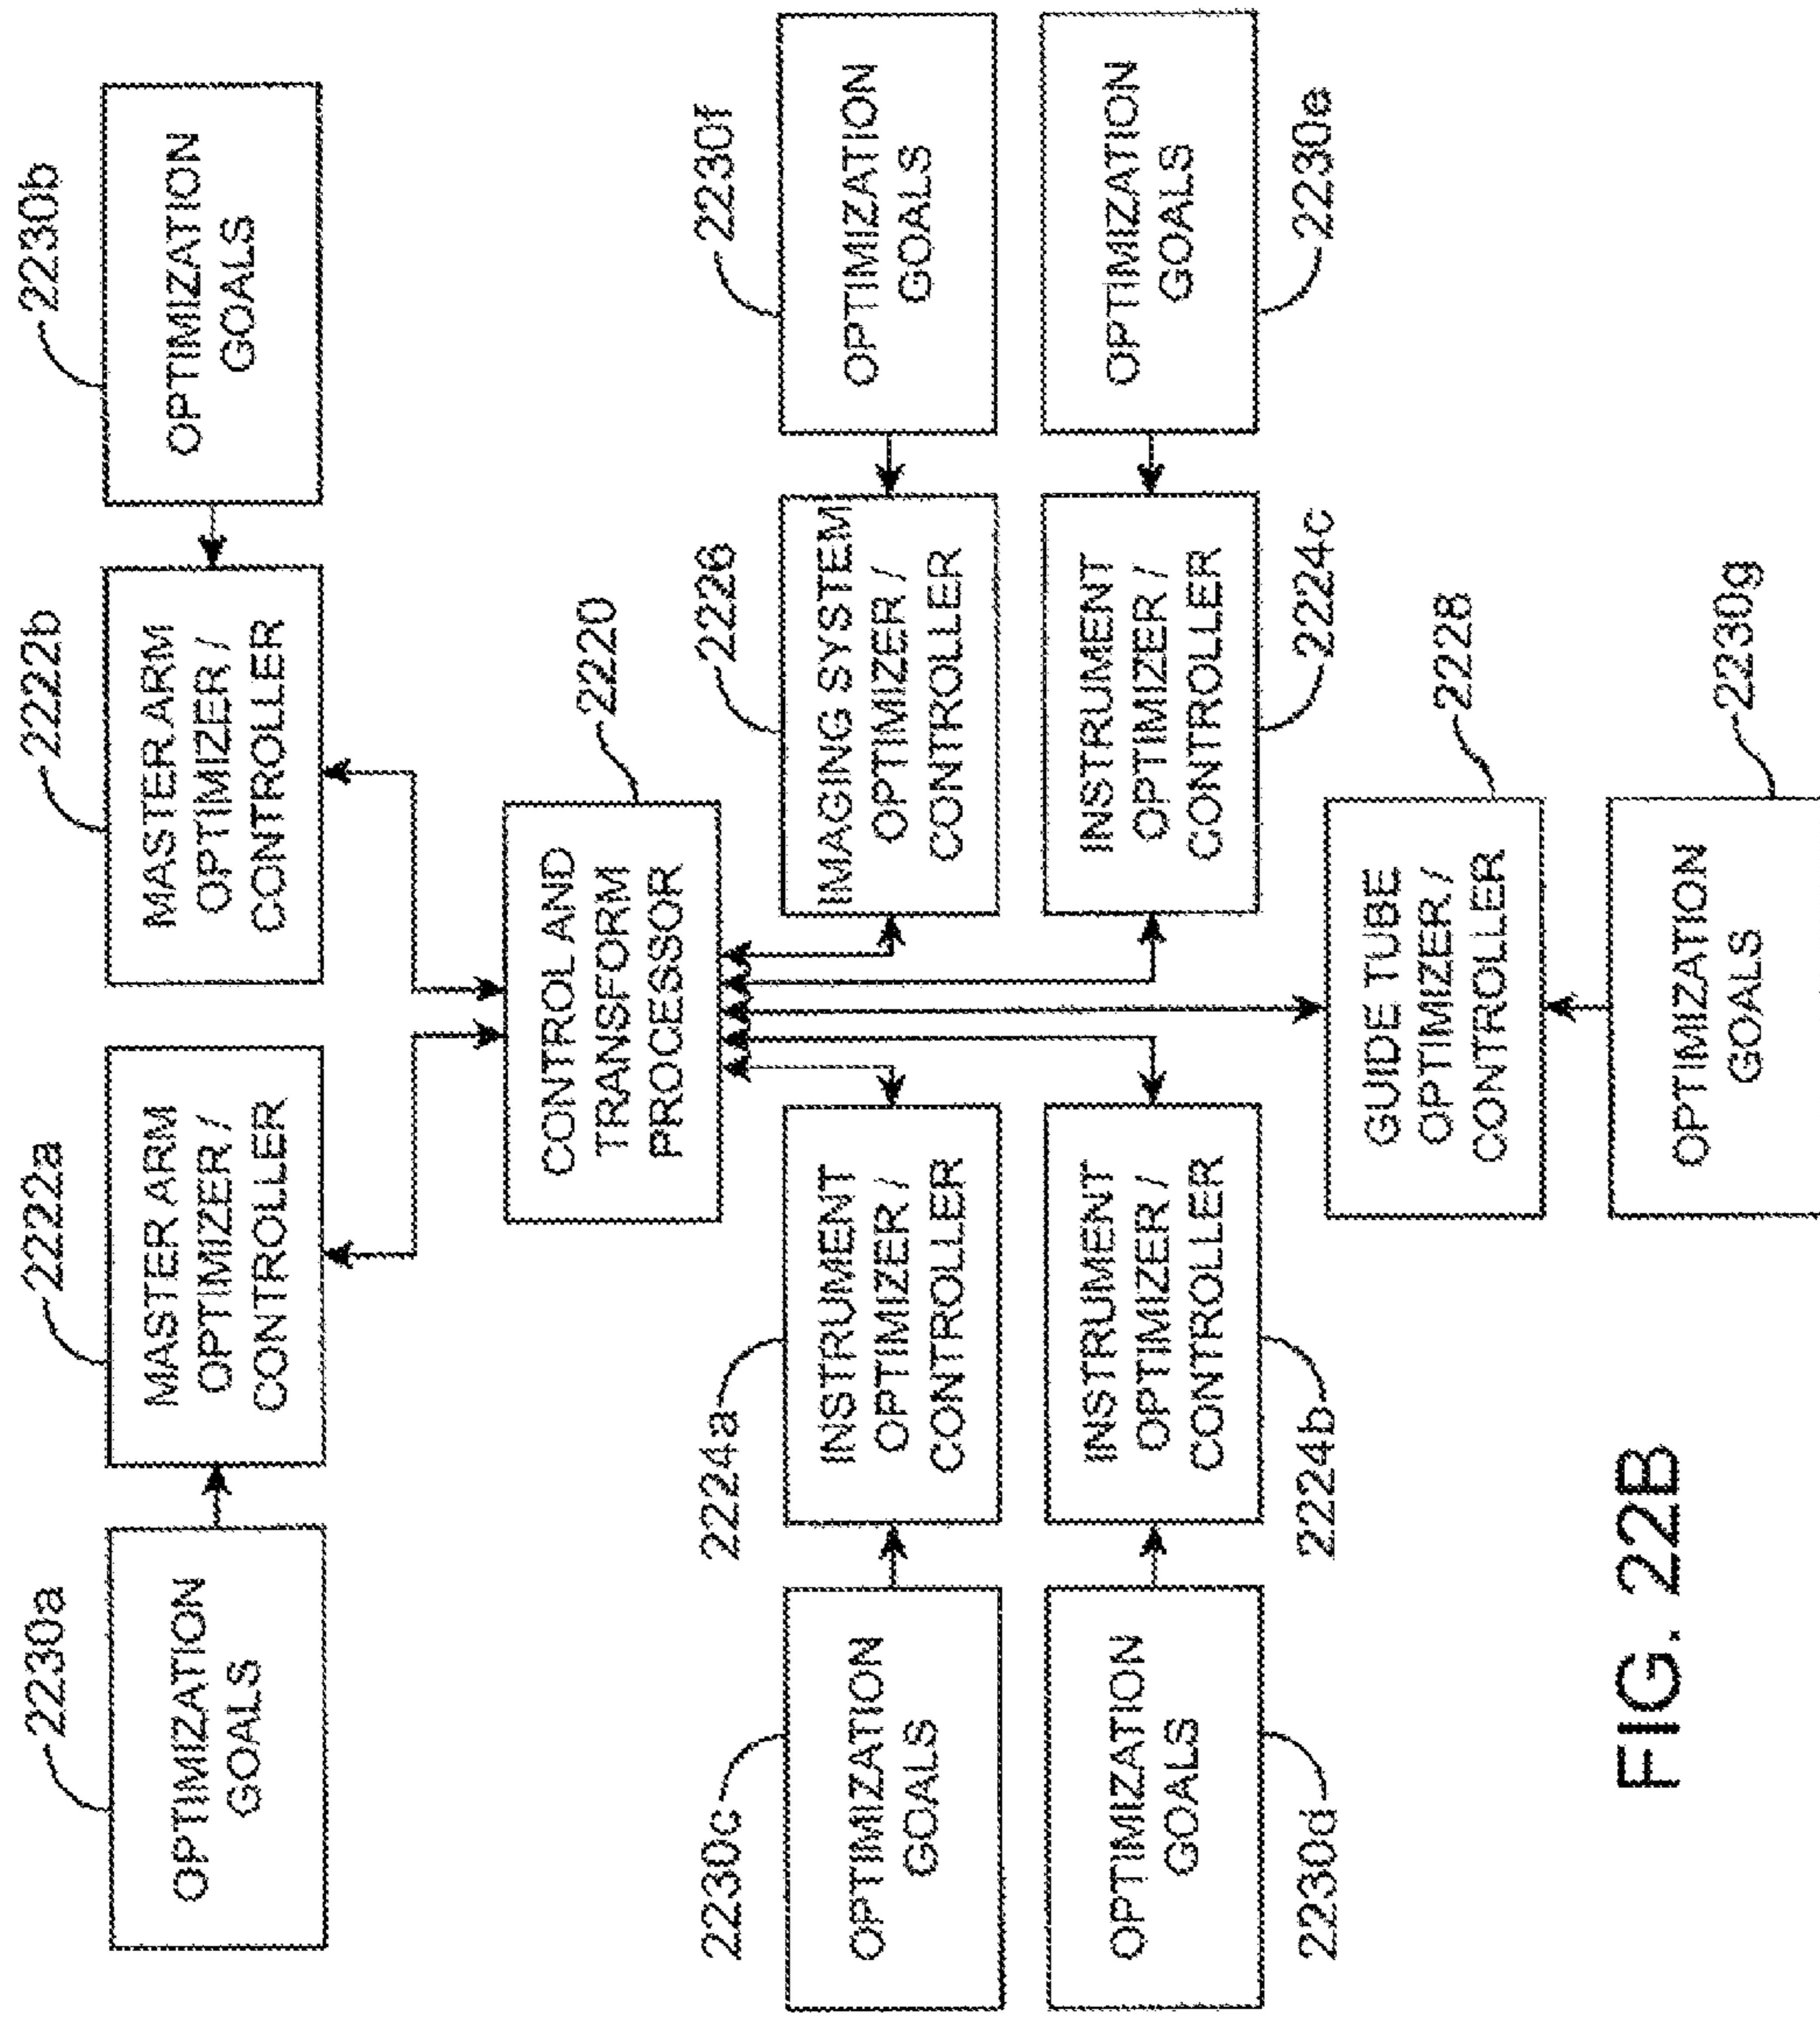 2230a
OPTIMIZATION
GOALS
2222a
MASTER ARM
OPTIMIZER /
CONTROLLER
2222b
MASTER ARM
OPTIMIZER /
CONTROLLER
2230b
OPTIMIZATION
GOALS
CONTROL AND
TRANSFORM
PROCESSOR
2220
2230c
OPTIMIZATION
GOALS
2224a
INSTRUMENT
OPTIMIZER /
CONTROLLER
2226
IMAGING SYSTEM
OPTIMIZER /
CONTROLLER
2230f
OPTIMIZATION
GOALS
OPTIMIZATION
GOALS
2230d
INSTRUMENT
OPTIMIZER /
CONTROLLER
2224b
INSTRUMENT
OPTIMIZER /
CONTROLLER
2224c
OPTIMIZATION
GOALS
2230e
GUIDE TUBE
OPTIMIZER /
CONTROLLER
2228
OPTIMIZATION
GOALS
2230g
FIG. 22B